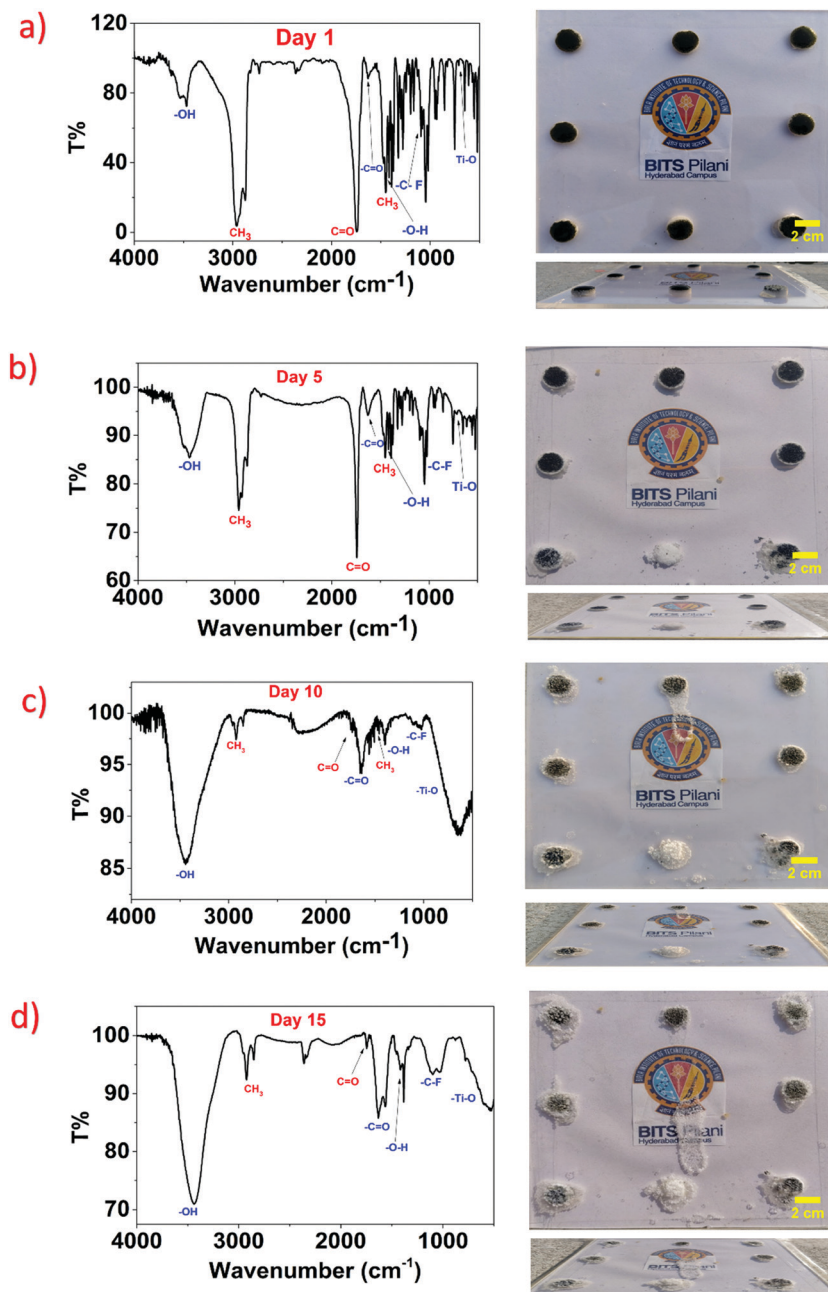 a)
Day 1
T%
120
80
40
0
-OH
CH3
C=O
-C=O
CH3
-O-H
-C- F
Ti-O
4000 3000 2000 1000
Wavenumber (cm-1)
BITS Pilani
Hyderabad Campus
2 cm
b)
Day 5
T%
100
90
80
70
60
-OH
CH3
C=O
-C=O
CH3
-O-H
-C-F
Ti-O
4000 3000 2000 1000
Wavenumber (cm-1)
BITS Pilani
Hyderabad Campus
2 cm
c)
Day 10
T%
100
95
90
85
-OH
CH3
C=O
-C=O
CH3
-O-H
-C-F
-Ti-O
4000 3000 2000 1000
Wavenumber (cm-1)
BITS Pilani
Hyderabad Campus
2 cm
d)
Day 15
T%
100
90
80
70
-OH
CH3
C=O
-C=O
-O-H
-C-F
-Ti-O
4000 3000 2000 1000
Wavenumber (cm-1)
BITS Pilani
Hyderabad Campus
2 cm